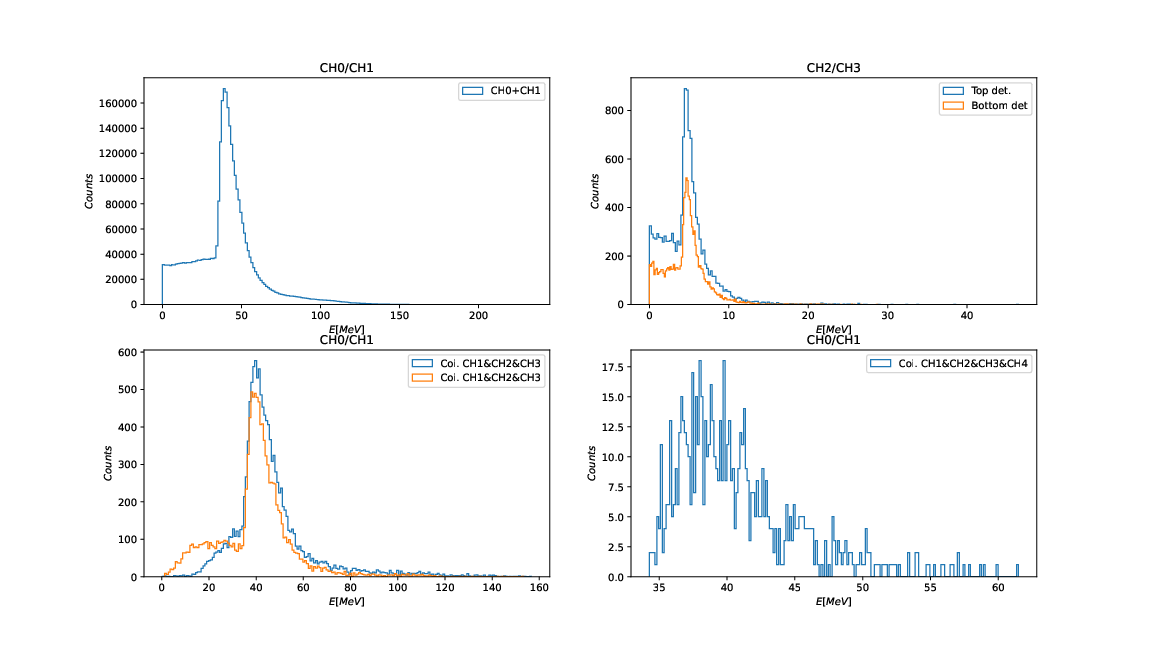 CH0/CH1
CH0+CH1
160000
140000
120000
100000
80000
60000
40000
20000
0
Counts
0 50 100 150 200
E[MeV]
CH2/CH3
Top det.
Bottom det
800
600
400
200
0
Counts
0 10 20 30 40
E[MeV]
CH0/CH1
Coi. CH1&CH2&CH3
Coi. CH1&CH2&CH3
600
500
400
300
200
100
0
Counts
0 20 40 60 80 100 120 140 160
E[MeV]
CH0/CH1
Coi. CH1&CH2&CH3&CH4
17.5
15.0
12.5
10.0
7.5
5.0
2.5
0.0
Counts
35 40 45 50 55 60
E[MeV]